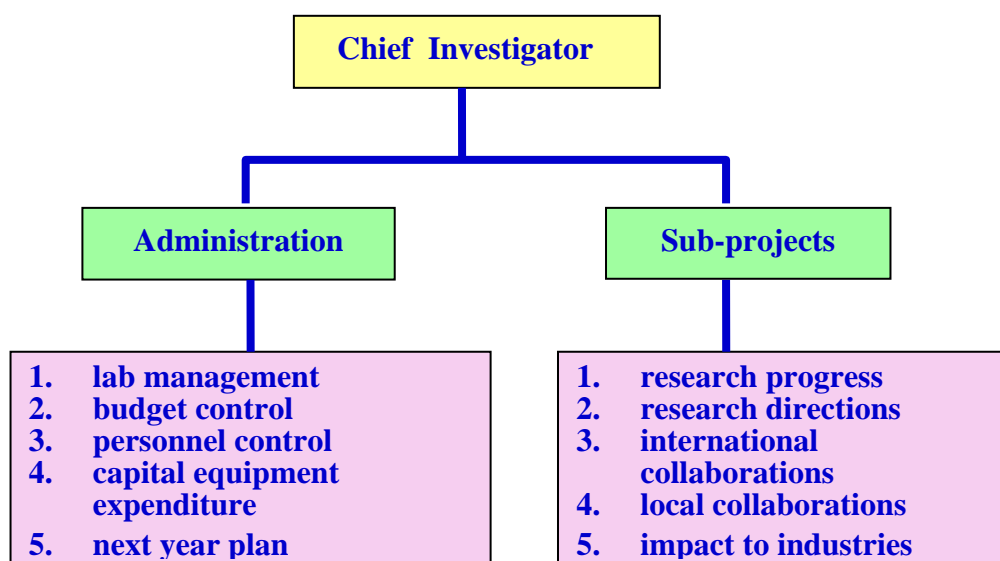 Chief Investigator
Administration
Sub-projects
1. lab management
2. budget control
3. personnel control
4. capital equipment
expenditure
5. next year plan
1. research progress
2. research directions
3. international
collaborations
4. local collaborations
5. impact to industries